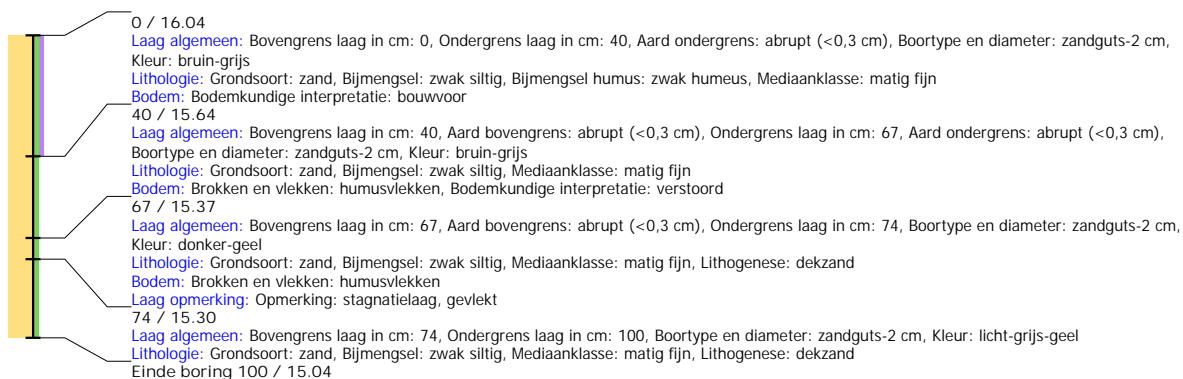 0 / 16.04
Laag algemeen: Bovengrens laag in cm: 0, Ondergrens laag in cm: 40, Aard ondergrens: abrupt (<0,3 cm), Boortype en diameter: zandguts-2 cm,
Kleur: bruin-grijs
Lithologie: Grondsoort: zand, Bijmengsel: zwak siltig, Bijmengsel humus: zwak humeus, Mediaanklasse: matig fijn
Bodem: Bodemkundige interpretatie: bouwvoor
40 / 15.64
Laag algemeen: Bovengrens laag in cm: 40, Aard bovengrens: abrupt (<0,3 cm), Ondergrens laag in cm: 67, Aard ondergrens: abrupt (<0,3 cm),
Boortype en diameter: zandguts-2 cm, Kleur: bruin-grijs
Lithologie: Grondsoort: zand, Bijmengsel: zwak siltig, Mediaanklasse: matig fijn
Bodem: Brokken en vlekken: humusvlekken, Bodemkundige interpretatie: verstoord
67 / 15.37
Laag algemeen: Bovengrens laag in cm: 67, Aard bovengrens: abrupt (<0,3 cm), Ondergrens laag in cm: 74, Boortype en diameter: zandguts-2 cm,
Kleur: donker-geel
Lithologie: Grondsoort: zand, Bijmengsel: zwak siltig, Mediaanklasse: matig fijn, Lithogenese: dekzand
Bodem: Brokken en vlekken: humusvlekken
Laag opmerking: Opmerking: stagnatielaag, gevlekt
74 / 15.30
Laag algemeen: Bovengrens laag in cm: 74, Ondergrens laag in cm: 100, Boortype en diameter: zandguts-2 cm, Kleur: licht-grijs-geel
Lithologie: Grondsoort: zand, Bijmengsel: zwak siltig, Mediaanklasse: matig fijn, Lithogenese: dekzand
Einde boring 100 / 15.04